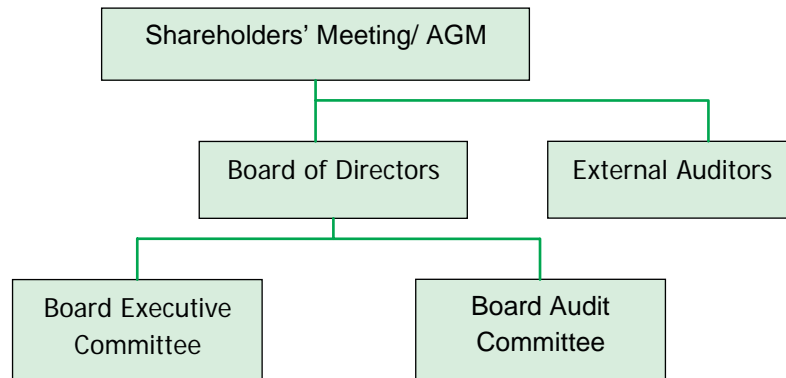 Shareholders’ Meeting/ AGM
Board of Directors
External Auditors
Board Executive
Committee
Board Audit
Committee